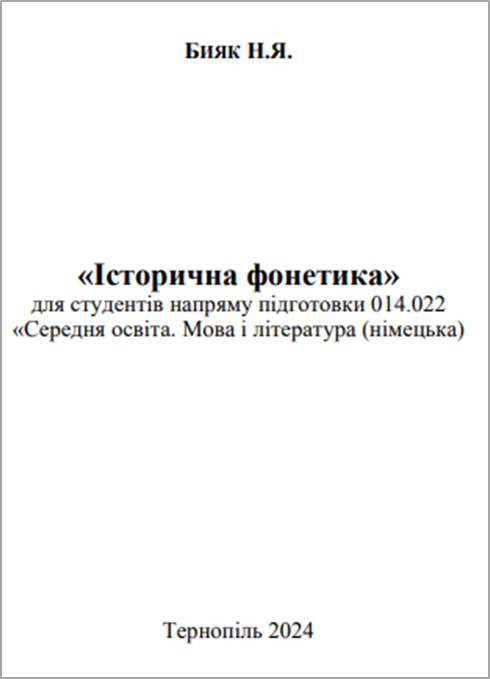 Бияк Н.Я.
«Історична фонетика»
для студентів напряму підготовки 014.022
«Середня освіта. Мова і література (німецька)
Тернопіль 2024